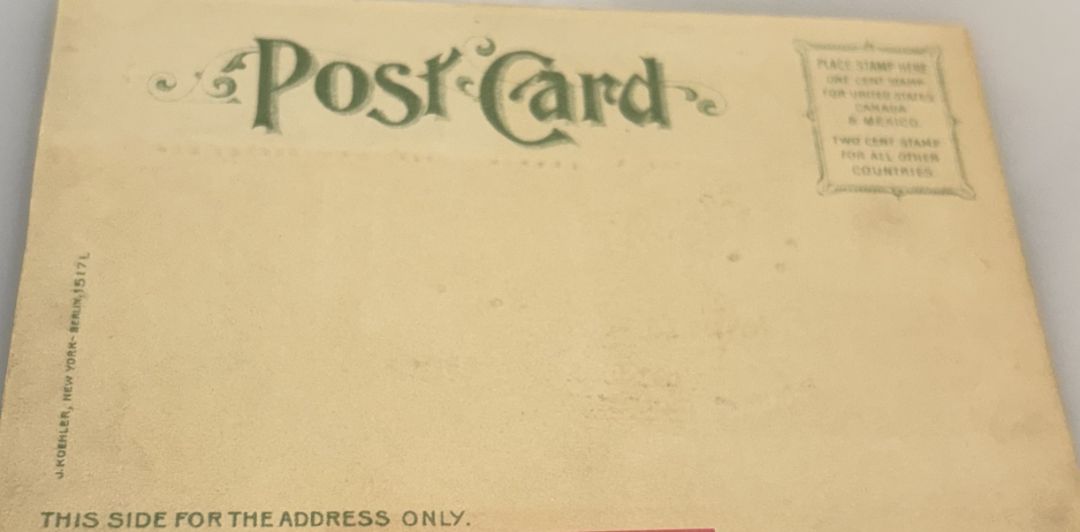 Post Card
PLACE STAMP HERE
ONE CENT STAMP
FOR UNITED STATES
CANADA
& MEXICO.
TWO CENT STAMP
FOR ALL OTHER
COUNTRIES
J. KOEHLER, NEW YORK-BERLIN, 1517L
THIS SIDE FOR THE ADDRESS ONLY.